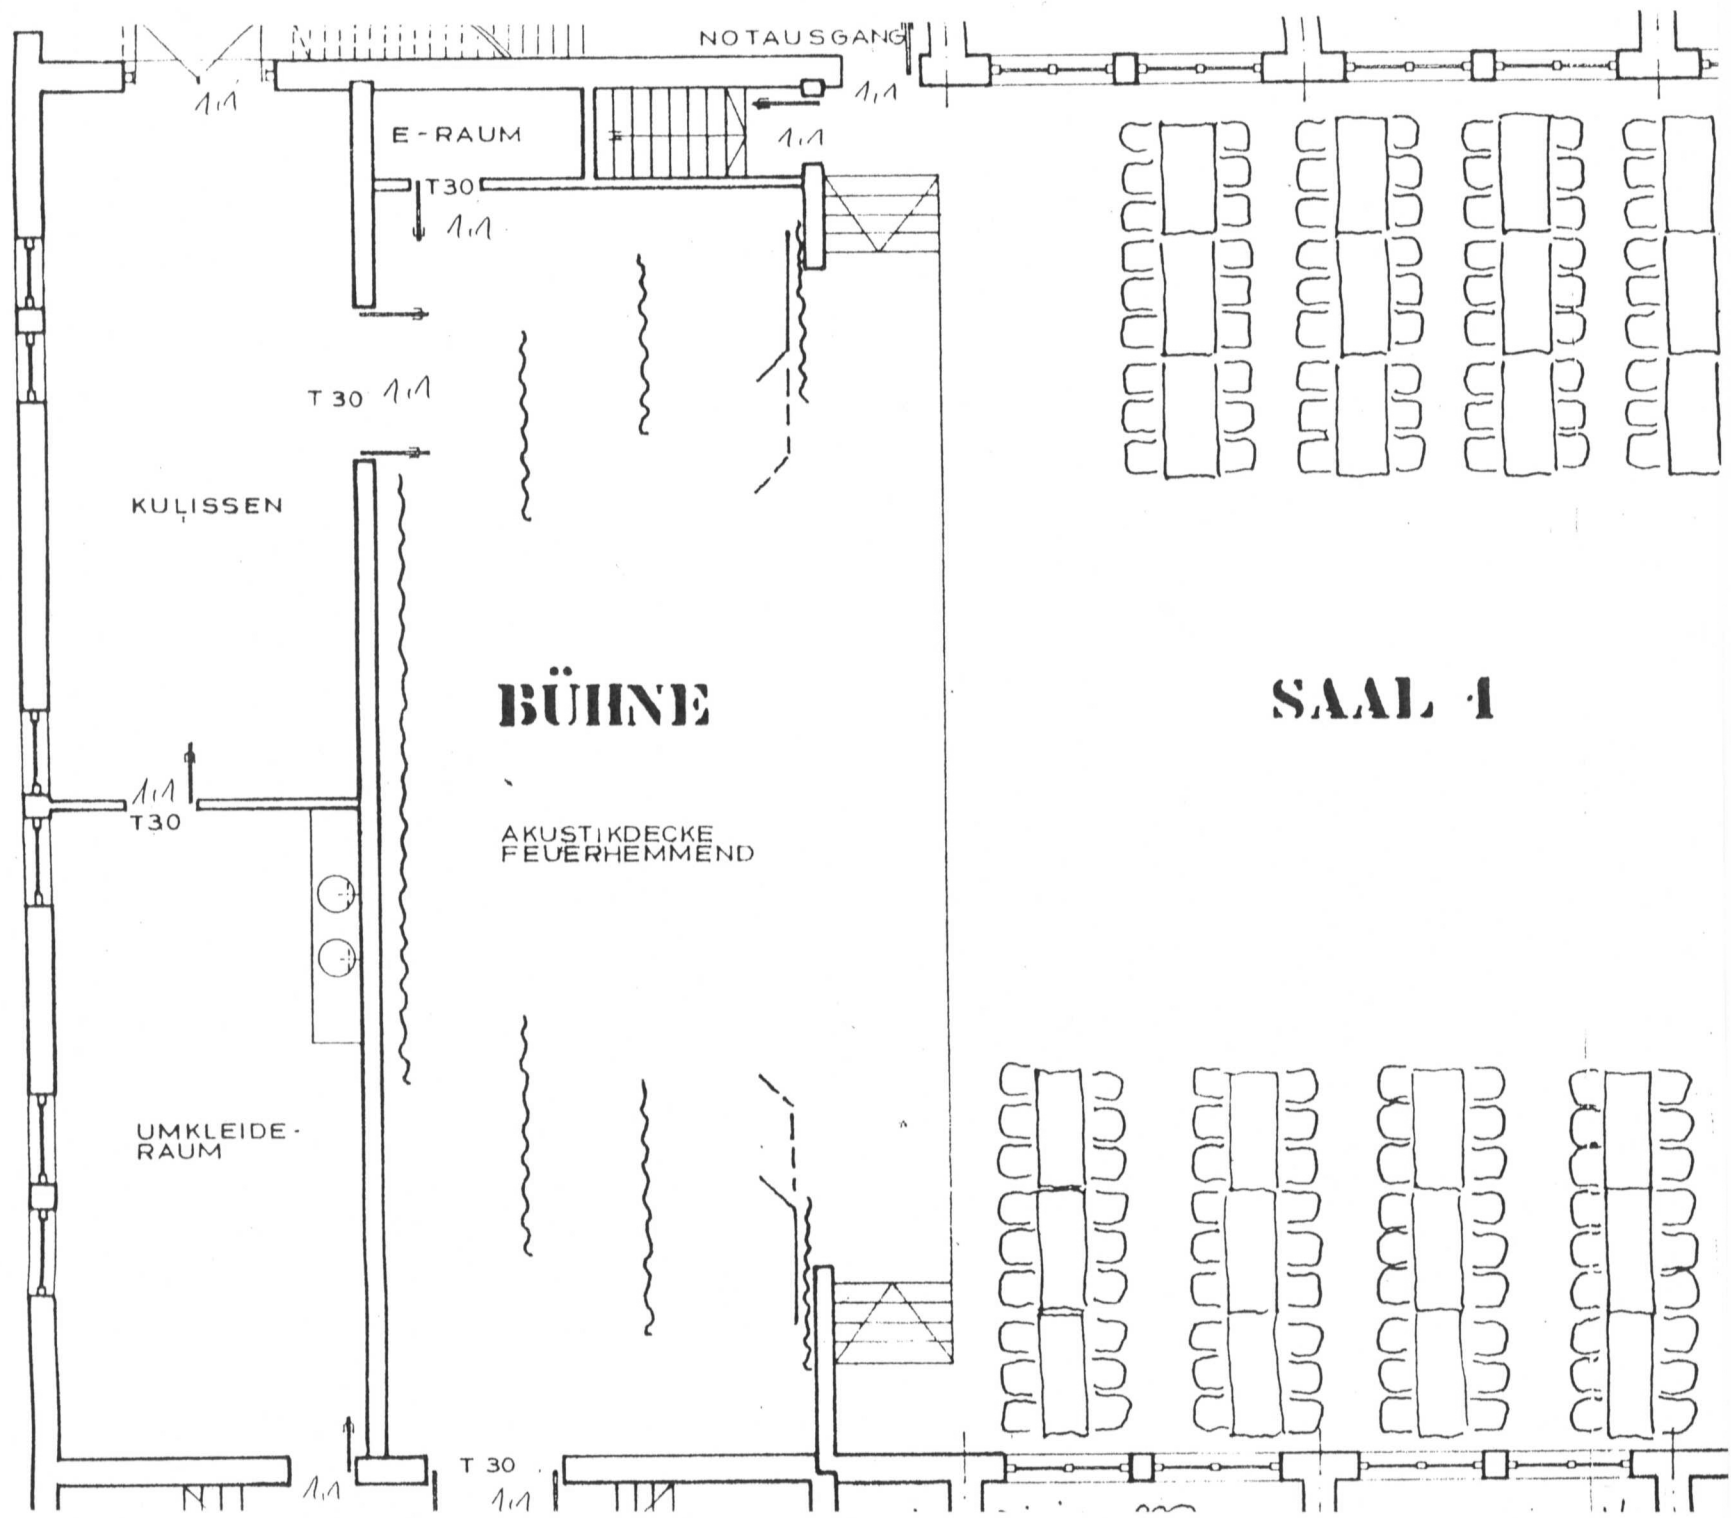 NOTAUSGANG
1,1
1,1
E-RAUM
1,1
T30
1,1
T30 1,1
KULISSEN
BÜHNE
SAAL 1
1,1
T30
AKUSTIKDECKE
FEUERHEMMEND
UMKLEIDE-
RAUM
T 30
1,1
1,1